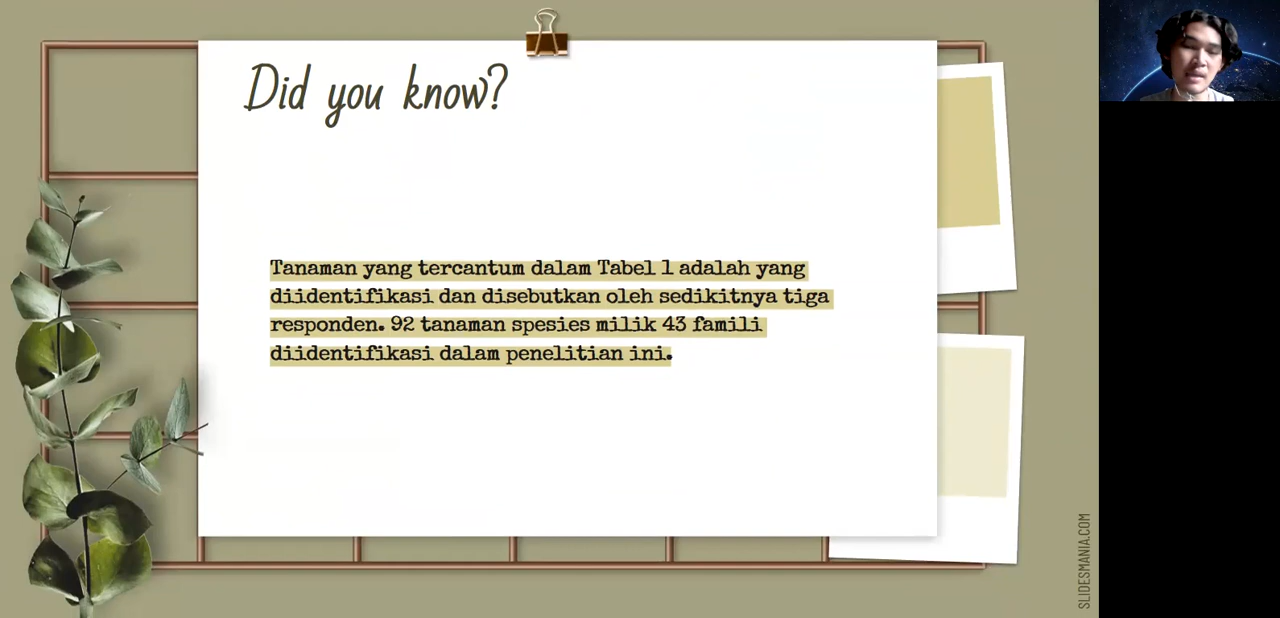 Did you know?
Tanaman yang tercantum dalam Tabel 1 adalah yang
diidentifikasi dan disebutkan oleh sedikitnya tiga
responden. 92 tanaman spesies milik 43 famili
diidentifikasi dalam penelitian ini.
SLIDESMANIA.COM